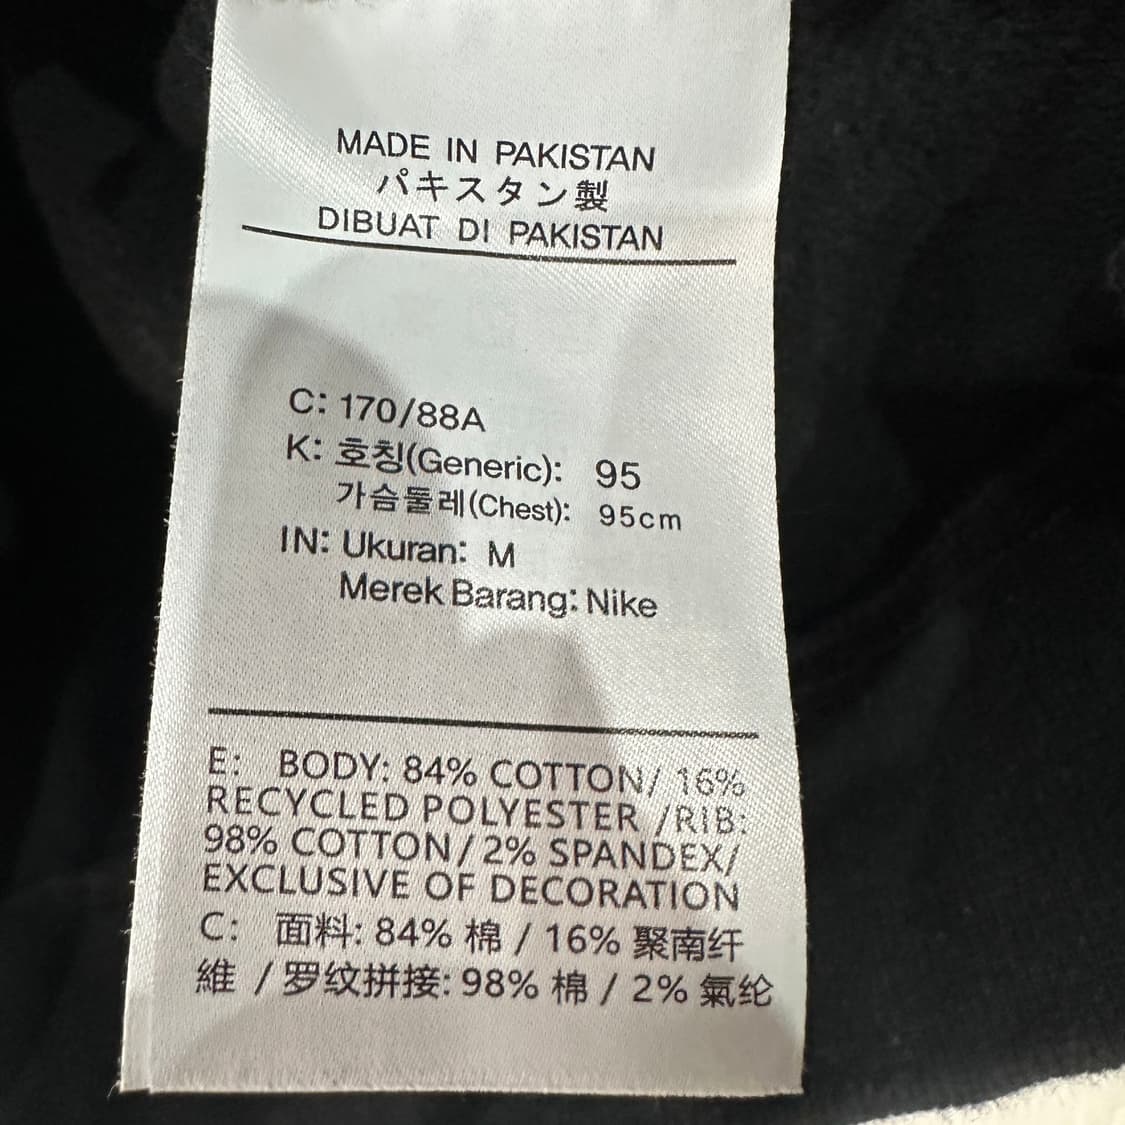 MADE IN PAKISTAN
パキスタン製
DIBUAT DI PAKISTAN
C: 170/88A
K: 호칭(Generic): 95
가슴둘레(Chest): 95cm
IN: Ukuran: M
Merek Barang: Nike
E: BODY: 84% COTTON/ 16%
RECYCLED POLYESTER /RIB:
98% COTTON/2% SPANDEX/
EXCLUSIVE OF DECORATION
C: 面料: 84% 棉 / 16% 聚南纤
維 / 罗纹拼接: 98% 棉 / 2% 氣纶